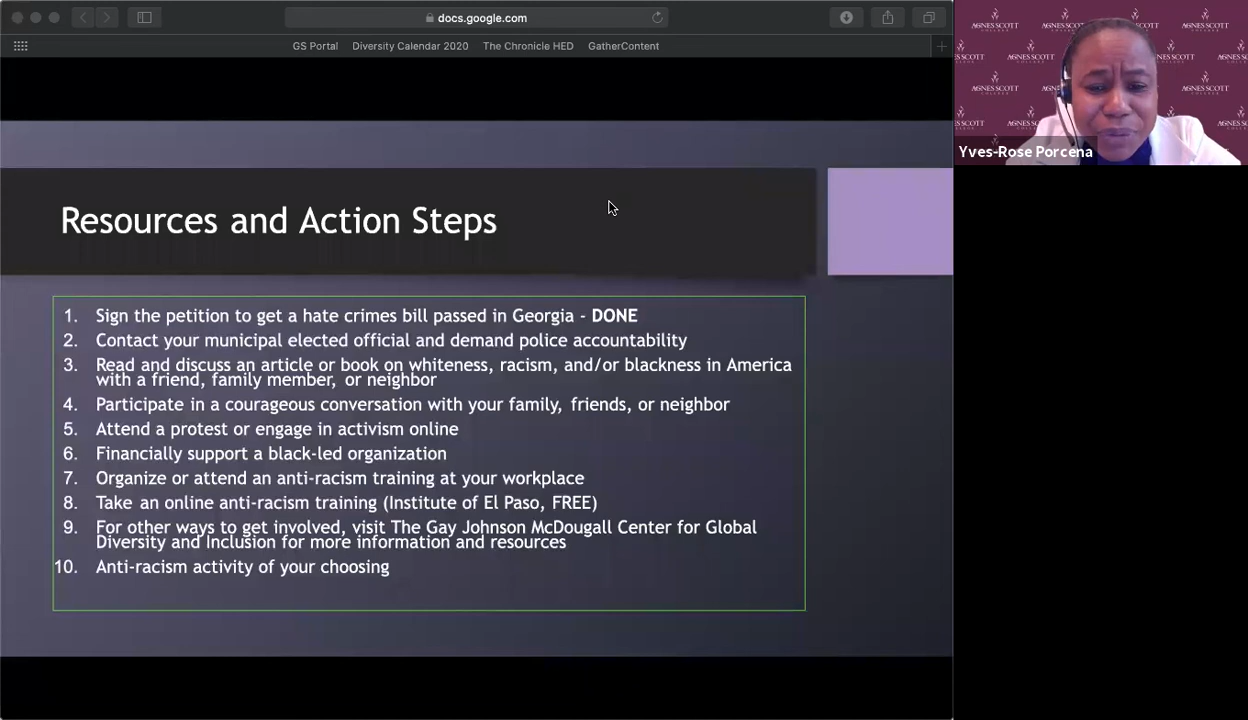 docs.google.com
GS Portal Diversity Calendar 2020 The Chronicle HED GatherContent
AGNES SCOTT
COLLEGE
Yves-Rose Porcena
Resources and Action Steps
1. Sign the petition to get a hate crimes bill passed in Georgia - DONE
2. Contact your municipal elected official and demand police accountability
3. Read and discuss an article or book on whiteness, racism, and/or blackness in America
with a friend, family member, or neighbor
4. Participate in a courageous conversation with your family, friends, or neighbor
5. Attend a protest or engage in activism online
6. Financially support a black-led organization
7. Organize or attend an anti-racism training at your workplace
8. Take an online anti-racism training (Institute of El Paso, FREE)
9. For other ways to get involved, visit The Gay Johnson McDougall Center for Global
Diversity and Inclusion for more information and resources
10. Anti-racism activity of your choosing